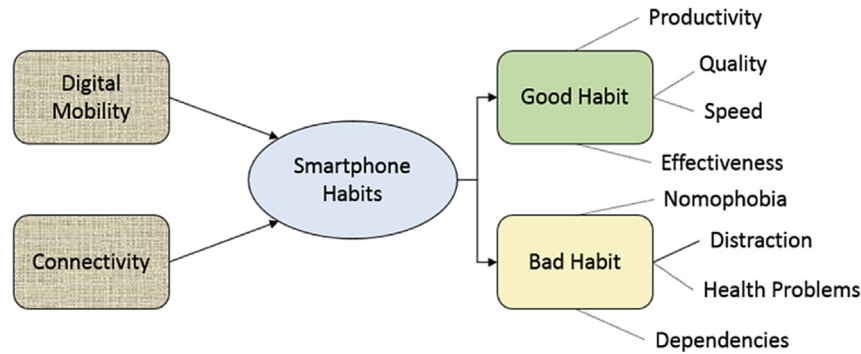 Digital
Mobility
Connectivity
Smartphone
Habits
Good Habit
Productivity
Quality
Speed
Effectiveness
Bad Habit
Nomophobia
Distraction
Health Problems
Dependencies